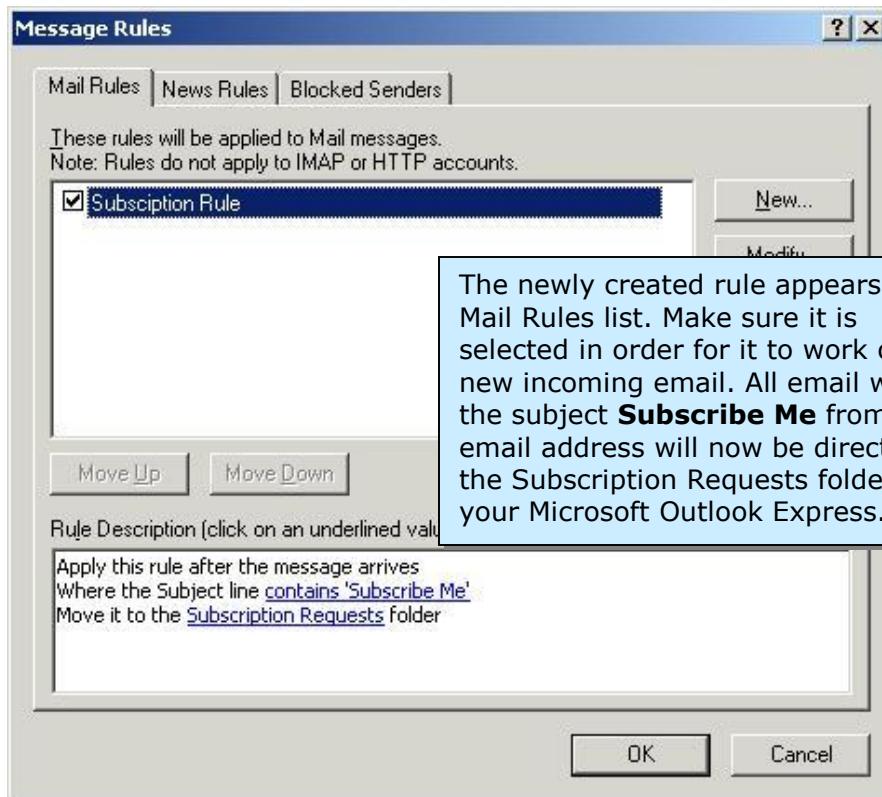 Message Rules
Mail Rules News Rules Blocked Senders
These rules will be applied to Mail messages.
Note: Rules do not apply to IMAP or HTTP accounts.
Subsciption Rule
New...
The newly created rule appears
Mail Rules list. Make sure it is
selected in order for it to work
new incoming email. All email
the subject Subscribe Me from
email address will now be
the Subscription Requests
your Microsoft Outlook Express.
Move Up Move Down
Rule Description (click on an underlined
Apply this rule after the message arrives
Where the Subject line contains 'Subscribe Me'
Move it to the Subscription Requests folder
OK Cancel